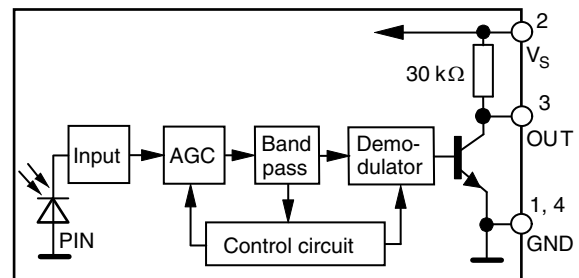 2
V_S
30 kΩ
3
OUT
Input
AGC
Band
pass
Demo-
dulator
1, 4
GND
PIN
Control circuit